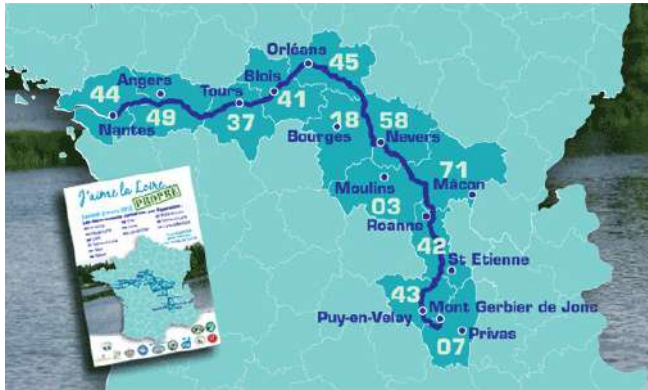 Orléans
45
Angers
Blois
44
Tours
41
Nantes
49
37
18
58
Bourges
Nevers
71
Moulins
Mâcon
03
Roanne
42
St Etienne
43
Mont Gerbier de Jonc
Puy-en-Velay
Privas
07
J'aime la Loire...
PROPRE